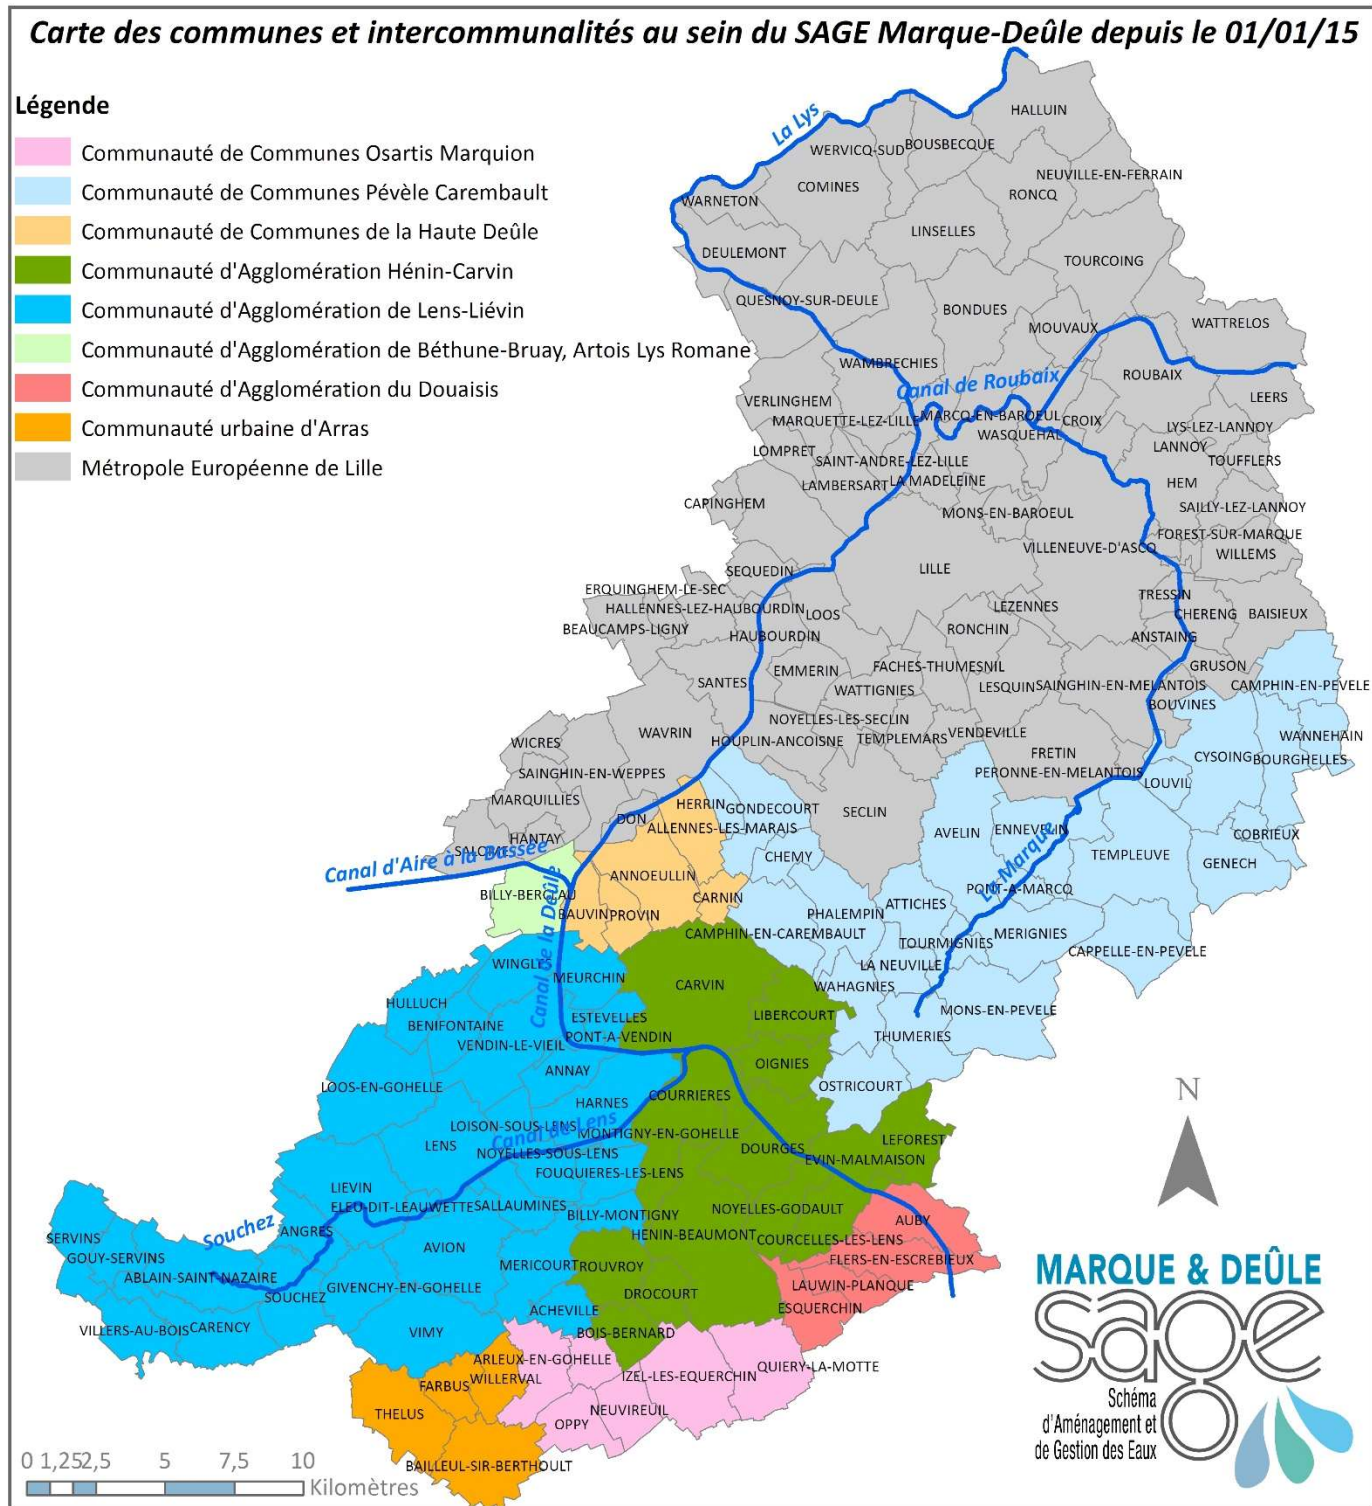 Carte des communes et intercommunalités au sein du SAGE Marque-Deûle depuis le 01/01/15
Légende
Communauté de Communes Osartis Marquion
Communauté de Communes Pévèle Carembault
Communauté de Communes de la Haute Deûle
Communauté d'Agglomération Hénin-Carvin
Communauté d'Agglomération de Lens-Liévin
Communauté d'Agglomération de Béthune-Bruay, Artois Lys Romane
Communauté d'Agglomération du Douaisis
Communauté urbaine d'Arras
Métropole Européenne de Lille
La Lys
HALLUIN
WERVICQ-SUD
BOUSBECQUE
NEUVILLE-EN-FERRAIN
COMINES
RONCQ
WARNETON
LINSELLES
DEULEMONT
TOURCOING
QUESNOY-SUR-DEULE
BONDUES
MOUVAUX
WATTRELOS
WAMBRECHIES
Canal de Roubaix
ROUBAIX
LEERS
VERLINGHEM
MARQUETTE-LEZ-LILLE
MARCQ-EN-BAROEUL
CROIX
WASQUEHAL
LYS-LEZ-LANNOY
LANNOY
TOUFFLERS
LOMPRET
SAINT-ANDRE-LEZ-LILLE
LAMBERSART
LA MADELEINE
HEM
CAPINGHEM
MONS-EN-BAROEUL
SAILLY-LEZ-LANNOY
FOREST-SUR-MARQUE
VILLENEUVE-D'ASCQ
WILLEMS
SEQUEDIN
LILLE
ERQUINGHEM-LE-SEC
HALLENNES-LEZ-HAUBOURDIN
LOOS
LEZENNES
TRESSIN
CHERENG
BAISIEUX
BEAUCAMPS-LIGNY
HAUBOURDIN
RONCHIN
ANSTAING
EMMERIN
FACHES-THUMESNIL
GRUSON
SANTES
WATTIGNIES
LESQUIN
SAINGHIN-EN-MELANTOIS
CAMPHIN-EN-PEVELE
BOUVINES
NOYELLES-LES-SECLIN
WAVRIN
HOUPLIN-ANCOISNE
TEMPLEMARS
VENDEVILLE
WANNEHAIN
WICRES
FRETIN
CYSOING
BOURGHELLES
SAINGHIN-EN-WEPPES
PERONNE-EN-MELANTOIS
LOUVIL
MARQUILLIES
HERRIN
GONDECOURT
SECLIN
DON
ALLENNES-LES-MARAIS
AVELIN
ENNEVELIN
COBRIEUX
HANTAY
SALOME
CHEMY
TEMPLEUVE
GENECH
Canal d'Aire à la Bassée
ANNOEULLIN
La Marque
PONT-A-MARCQ
BILLY-BERCLAU
CARNIN
ATTICHES
BAUVIN
PROVIN
PHALEMPIN
CAMPHIN-EN-CAREMBAULT
TOURMIGNIES
MERIGNIES
CAPPELLE-EN-PEVELE
Canal de la Deûle
WINGLES
MEURCHIN
LA NEUVILLE
CARVIN
WAHAGNIES
HULLUCH
MONS-EN-PEVELE
ESTEVELLES
LIBERCOURT
BENIFONTAINE
THUMERIES
VENDIN-LE-VIEIL
PONT-A-VENDIN
OIGNIES
ANNAY
LOOS-EN-GOHELLE
OSTRICOURT
N
HARNES
COURRIERES
LOISON-SOUS-LENS
Canal de Lens
MONTIGNY-EN-GOHELLE
LENS
NOYELLES-SOUS-LENS
DOURGES
LEFOREST
EVIN-MALMAISON
FOUQUIERES-LES-LENS
LIEVIN
ELEU-DIT-LEAUWETTE
SALLAUMINES
BILLY-MONTIGNY
NOYELLES-GODAULT
AUBY
Souchez
ANGRES
SERVINS
HENIN-BEAUMONT
COURCELLES-LES-LENS
GOUY-SERVINS
AVION
MERICOURT
ROUVROY
FLERS-EN-ESCREBIEUX
ABLAIN-SAINT-NAZAIRE
SOUCHEZ
GIVENCHY-EN-GOHELLE
DROCOURT
LAUWIN-PLANQUE
ESQUERCHIN
ACHEVILLE
VILLERS-AU-BOIS
CARENCY
VIMY
BOIS-BERNARD
ARLEUX-EN-GOHELLE
WILLERVAL
QUIERY-LA-MOTTE
FARBUS
IZEL-LES-EQUERCHIN
THELUS
OPPY
NEUVIREUIL
BAILLEUL-SIR-BERTHOULT
MARQUE & DEÛLE
sage
Schéma
d'Aménagement et
de Gestion des Eaux
0 1,25 2,5 5 7,5 10
Kilomètres